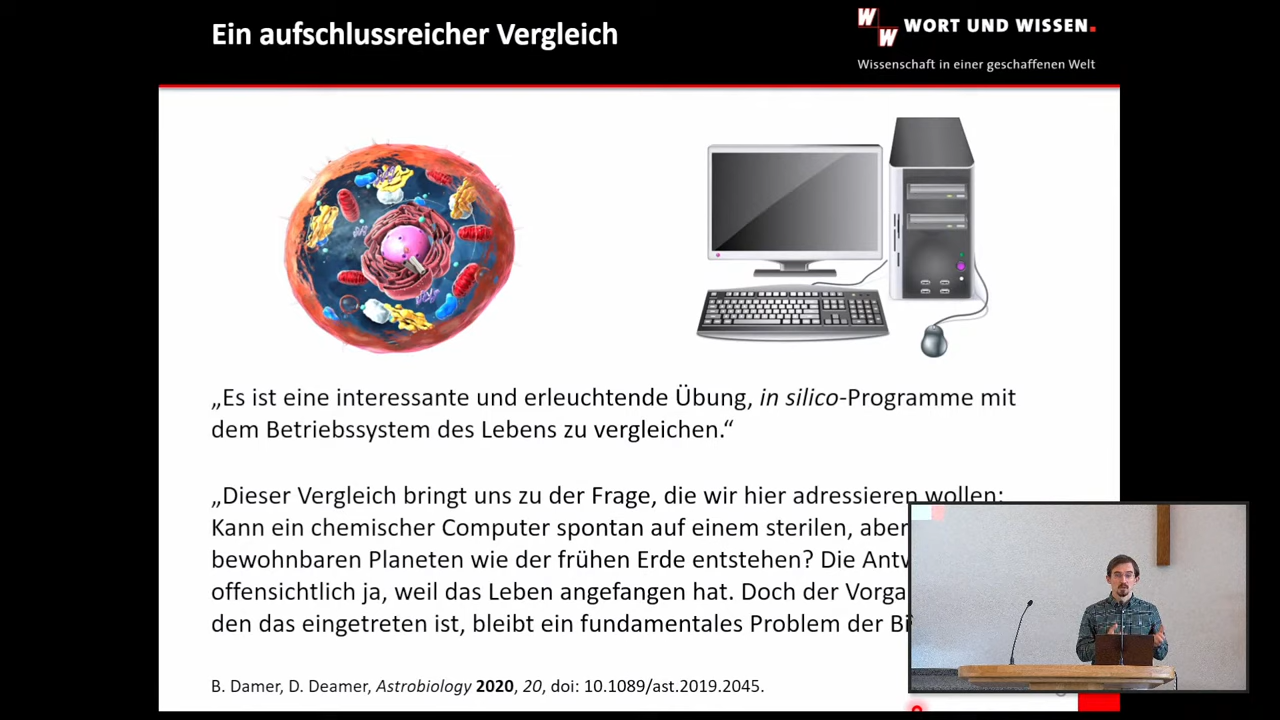 Ein aufschlussreicher Vergleich
W W WORT UND WISSEN.
Wissenschaft in einer geschaffenen Welt
„Es ist eine interessante und erleuchtende Übung, in silico-Programme mit
dem Betriebssystem des Lebens zu vergleichen.“
„Dieser Vergleich bringt uns zu der Frage, die wir hier adressieren wollen:
Kann ein chemischer Computer spontan auf einem sterilen, aber
bewohnbaren Planeten wie der frühen Erde entstehen? Die
offensichtlich ja, weil das Leben angefangen hat. Doch der
den das eingetreten ist, bleibt ein fundamentales Problem der
B. Damer, D. Deamer, Astrobiology 2020, 20, doi: 10.1089/ast.2019.2045.